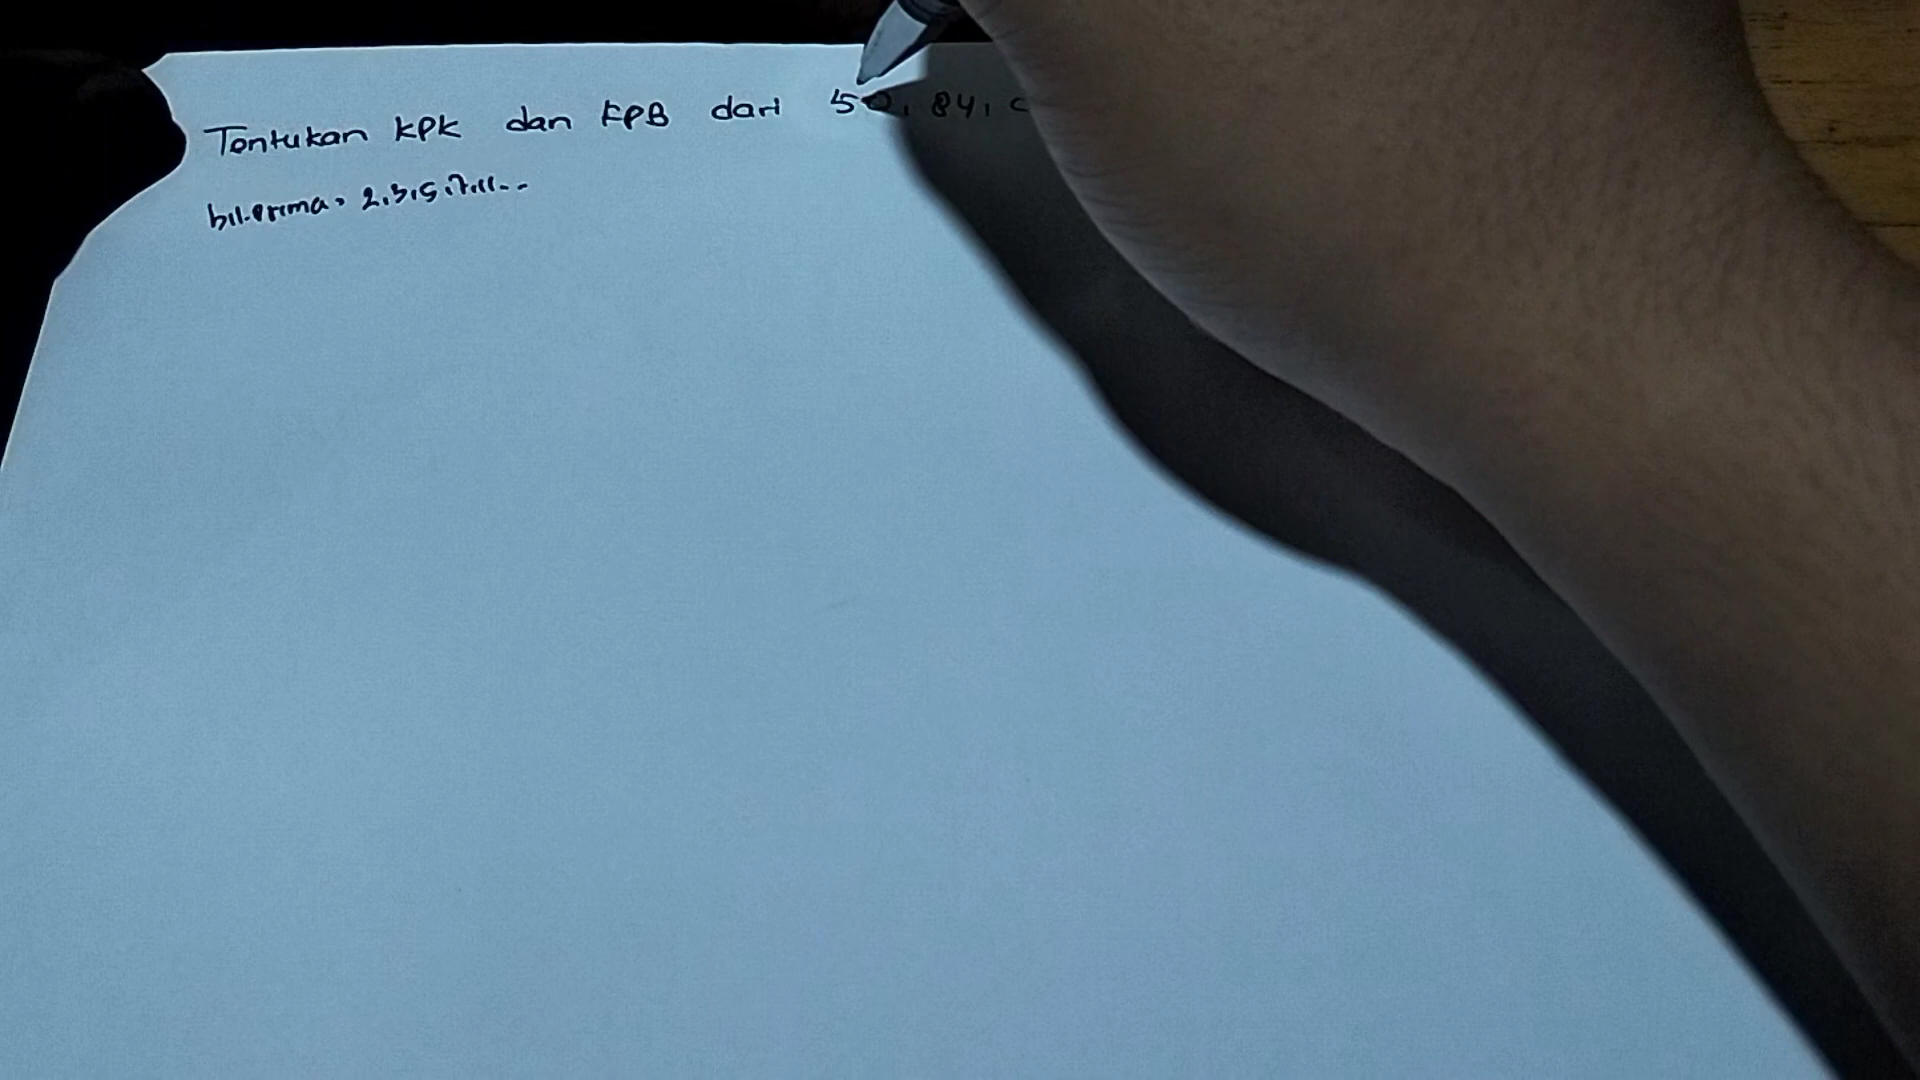 Tentukan KPK dan FPB dari 50, 84,
bil.prima = 2,3,5,7,11...